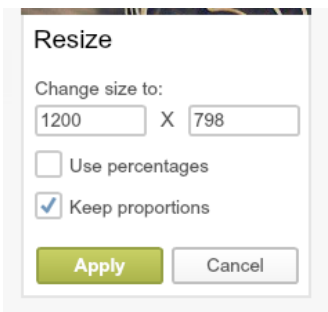 Resize
Change size to:
1200 X 798
Use percentages
Keep proportions
Apply Cancel